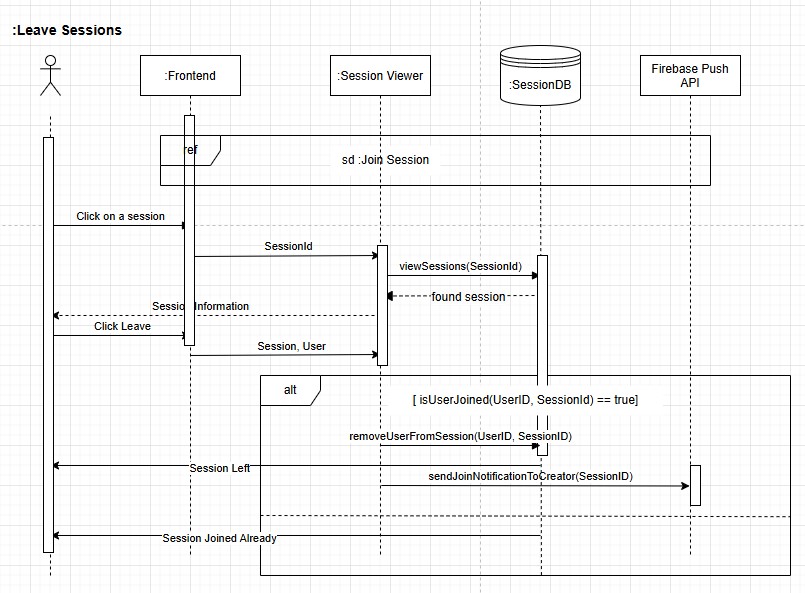 :Leave Sessions
:Frontend
:Session Viewer
:SessionDB
Firebase Push
API
ref
sd :Join Session
Click on a session
SessionId
viewSessions(SessionId)
found session
Session Information
Click Leave
Session, User
alt
[ isUserJoined(UserID, SessionId) == true]
removeUserFromSession(UserID, SessionID)
Session Left
sendJoinNotificationToCreator(SessionID)
Session Joined Already